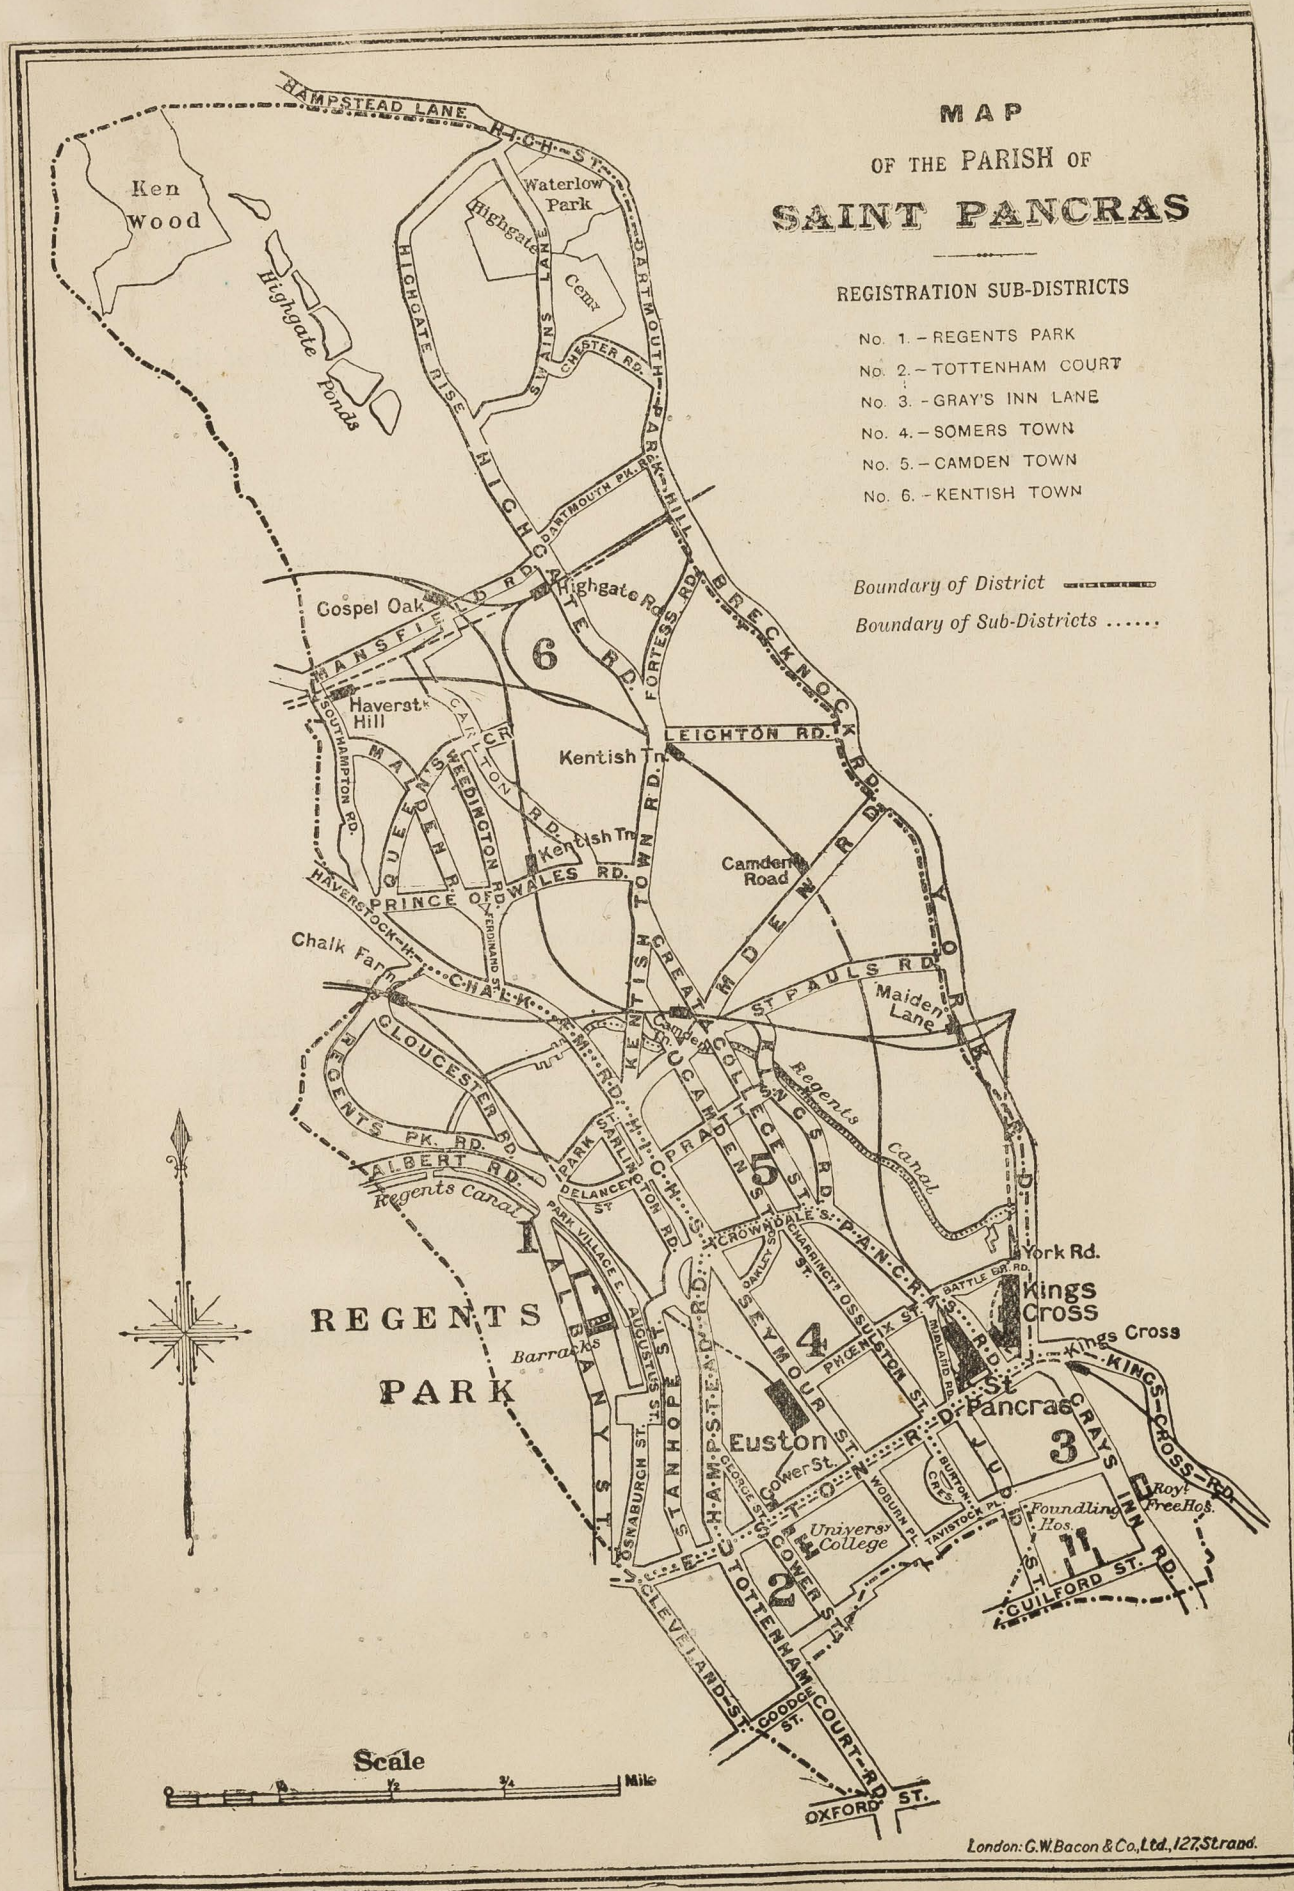 MAP
OF THE PARISH OF
SAINT PANCRAS
REGISTRATION SUB-DISTRICTS
No. 1. - REGENTS PARK
No. 2. - TOTTENHAM COURT
No. 3. - GRAY'S INN LANE
No. 4. - SOMERS TOWN
No. 5. - CAMDEN TOWN
No. 6. - KENTISH TOWN
Boundary of District
Boundary of Sub-Districts ......
HAMPSTEAD LANE
HIGH ST.
Ken
Wood
Waterlow
Park
Highgate
Cemy
Highgate
Ponds
HIGHGATE RISE
SWAINS LANE
CHESTER RD.
DARTMOUTH PARK HILL
DARTMOUTH PK. R
HIGHGATE RD.
Gospel Oak
MANSFIELD RD.
Highgate Rd
6
FORTESS RD.
BRECKNOCK RD.
Haverstk
Hill
SOUTHAMPTON RD.
MALDEN R
QUEEN'S
CR
CARLTON RD.
WEEDINGTON RD.
LEIGHTON RD.
Kentish Tn.
KENTISH TOWN RD.
Kentish Tn
PRINCE OF WALES RD.
HAVERSTOCK H.
FERDINAND ST.
Camden
Road
CAMDEN RD
YORK RD.
ST PAULS RD.
Maiden
Lane
Chalk Farm
CHALK FARM RD.
GREAT COLLEGE ST.
Camden
Tn.
GLOUCESTER RD.
REGENTS PK. RD.
ALBERT RD.
Regents Canal
PARK ST.
ARLINGTON RD.
DELANCEY
ST
HIGH ST.
CAMDEN ST
PRATT
KINGS RD.
Regents Canal
5
CROWNDALE
PANCRAS RD.
OAKLEY SQ.
CHARRINGTN
ST.
York Rd.
BATTLE BR. RD.
Kings
Cross
1
PARK VILLAGE E.
ALBANY ST.
AUGUSTUS ST.
Barracks
REGENTS
PARK
STANHOPE ST.
HAMPSTEAD RD.
SEYMOUR ST.
OSSULSTON ST.
4
PHOENIX ST
MIDLAND RD.
St
Pancras
Kings Cross
KINGS CROSS RD.
Euston
Gower St.
GEORGE ST.
EUSTON RD
OSNABURGH ST.
WOBURN PL.
BURTON
CRES
JUDD ST.
TAVISTOCK PL.
3
GRAYS INN RD.
Foundling
Hos.
Royl
Free Hos.
GUILFORD ST.
Univers
College
GOWER ST.
2
TOTTENHAM COURT RD.
CLEVELAND ST.
GOODGE
ST.
OXFORD ST.
Scale
0 ¼ ½ ¾ Mile
London: G.W. Bacon & Co., Ltd., 127, Strand.